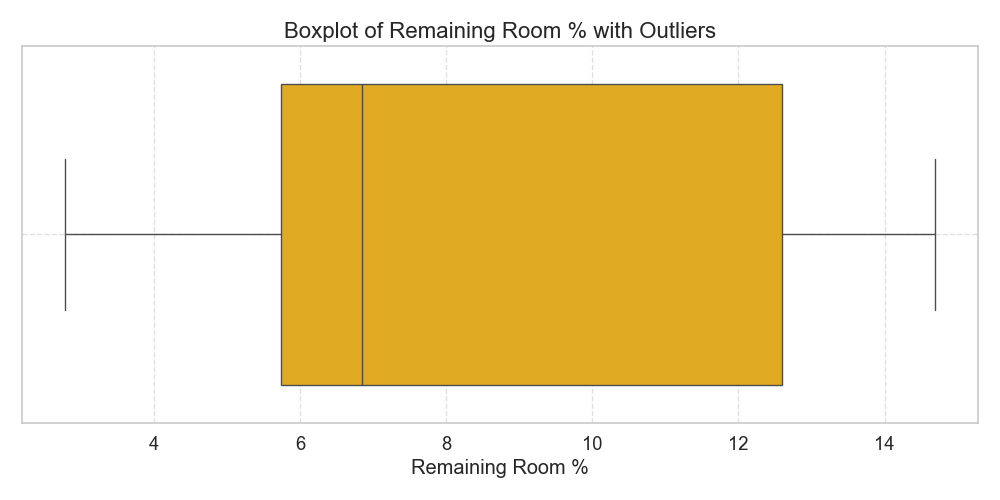 Boxplot of Remaining Room % with Outliers
4 6 8 10 12 14
Remaining Room %